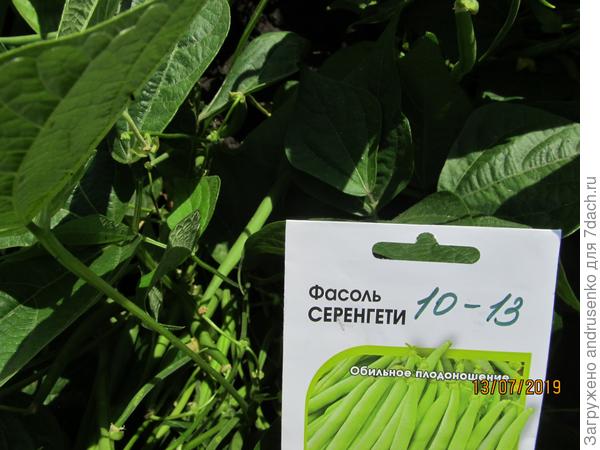 Фасоль
СЕРЕНГЕТИ 10-13
Обильное плодоношение
13/07/2019
Загружено andrusenko для 7dach.ru